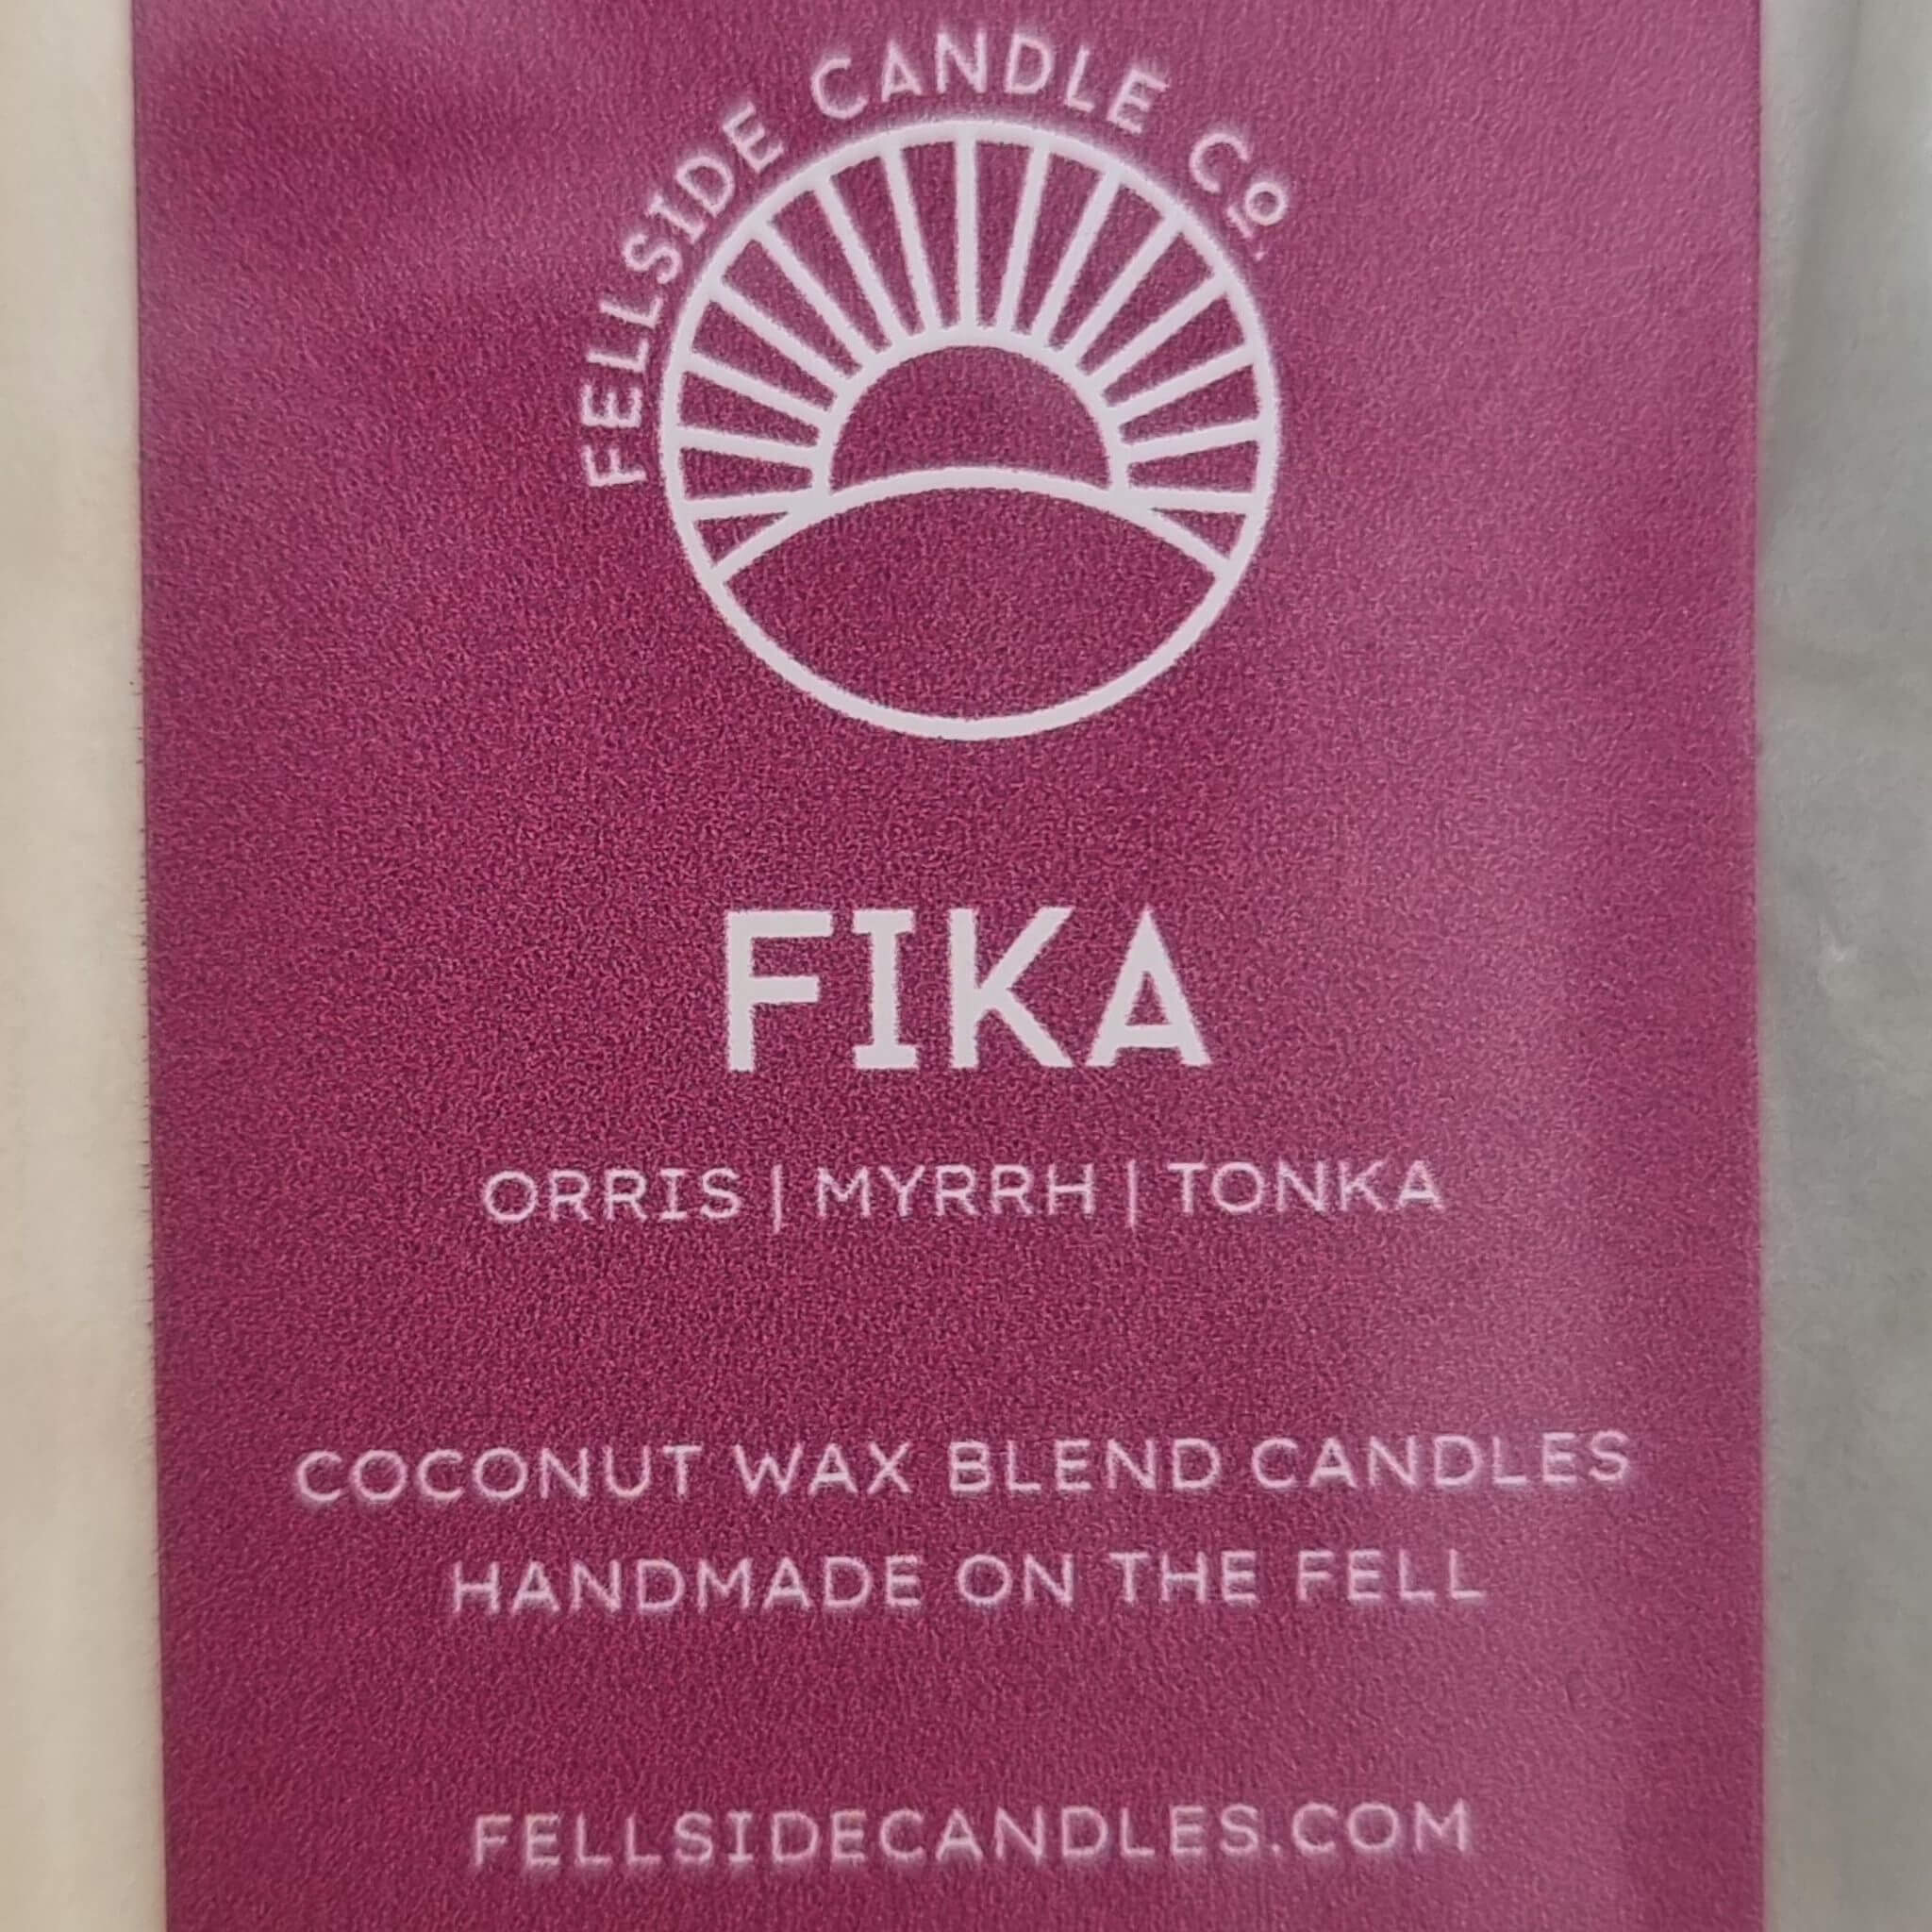 FELLSIDE CANDLE CO.
FIKA
ORRIS | MYRRH | TONKA
COCONUT WAX BLEND CANDLES
HANDMADE ON THE FELL
FELLSIDECANDLES.COM